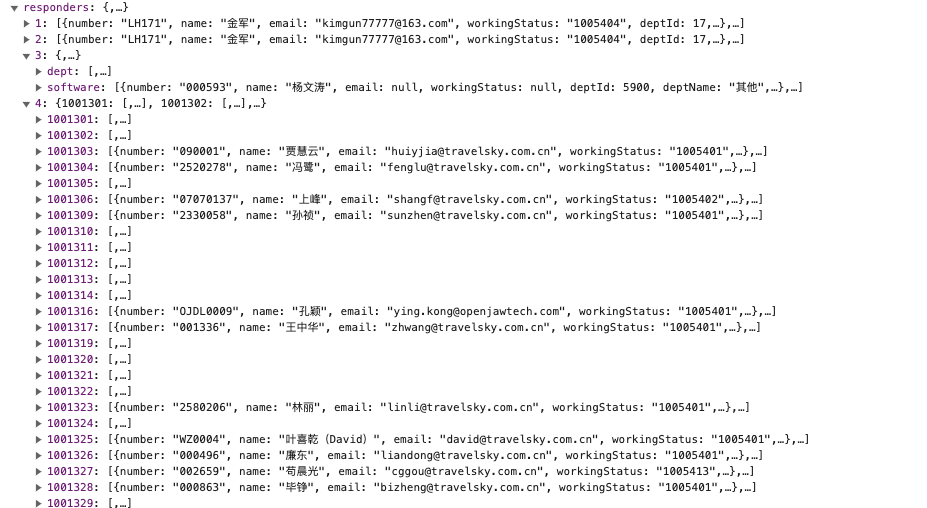 responders: {,…}
1: [{number: "LH171", name: "金军", email: "kimgun77777@163.com", workingStatus: "1005404", deptId: 17,…},…]
2: [{number: "LH171", name: "金军", email: "kimgun77777@163.com", workingStatus: "1005404", deptId: 17,…},…]
3: {,…}
dept: [,…]
software: [{number: "000593", name: "杨文涛", email: null, workingStatus: null, deptId: 5900, deptName: "其他",…},…]
4: {1001301: [,…], 1001302: [,…],…}
1001301: [,…]
1001302: [,…]
1001303: [{number: "090001", name: "贾慧云", email: "huiyjia@travelsky.com.cn", workingStatus: "1005401",…},…]
1001304: [{number: "2520278", name: "冯鹭", email: "fenglu@travelsky.com.cn", workingStatus: "1005401",…},…]
1001305: [,…]
1001306: [{number: "07070137", name: "上峰", email: "shangf@travelsky.com.cn", workingStatus: "1005402",…},…]
1001309: [{number: "2330058", name: "孙祯", email: "sunzhen@travelsky.com.cn", workingStatus: "1005401",…},…]
1001310: [,…]
1001311: [,…]
1001312: [,…]
1001313: [,…]
1001314: [,…]
1001316: [{number: "OJDL0009", name: "孔颖", email: "ying.kong@openjawtech.com", workingStatus: "1005401",…},…]
1001317: [{number: "001336", name: "王中华", email: "zhwang@travelsky.com.cn", workingStatus: "1005401",…},…]
1001319: [,…]
1001320: [,…]
1001321: [,…]
1001322: [,…]
1001323: [{number: "2580206", name: "林丽", email: "linli@travelsky.com.cn", workingStatus: "1005401",…},…]
1001324: [,…]
1001325: [{number: "WZ0004", name: "叶喜乾（David）", email: "david@travelsky.com.cn", workingStatus: "1005401",…},…]
1001326: [{number: "000496", name: "廉东", email: "liandong@travelsky.com.cn", workingStatus: "1005401",…},…]
1001327: [{number: "002659", name: "苟晨光", email: "cggou@travelsky.com.cn", workingStatus: "1005413",…},…]
1001328: [{number: "000863", name: "毕铮", email: "bizheng@travelsky.com.cn", workingStatus: "1005401",…},…]
1001329: [,…]